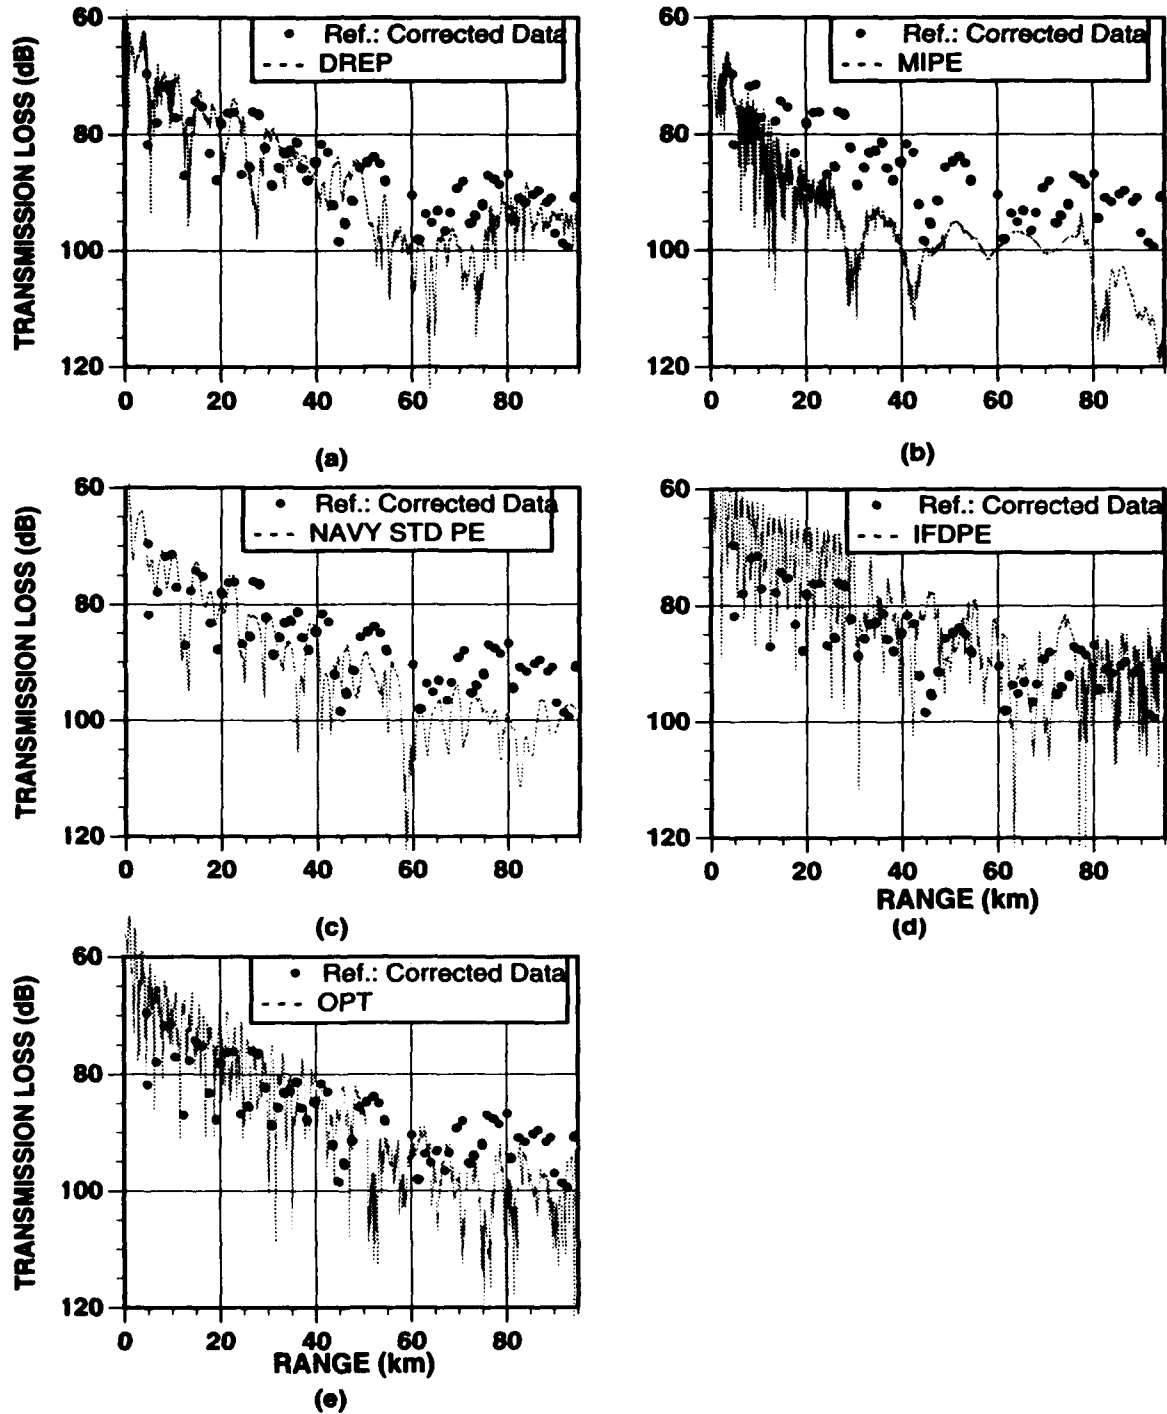 TRANSMISSION LOSS (dB)
60
80
100
120
Ref.: Corrected Data
DREP
0
20
40
60
80
(a)
60
80
100
120
Ref.: Corrected Data
MIPE
0
20
40
60
80
(b)
TRANSMISSION LOSS (dB)
60
80
100
120
Ref.: Corrected Data
NAVY STD PE
0
20
40
60
80
(c)
60
80
100
120
Ref.: Corrected Data
IFDPE
0
20
40
60
80
RANGE (km)
(d)
TRANSMISSION LOSS (dB)
60
80
100
120
Ref.: Corrected Data
OPT
0
20
40
60
80
RANGE (km)
(e)